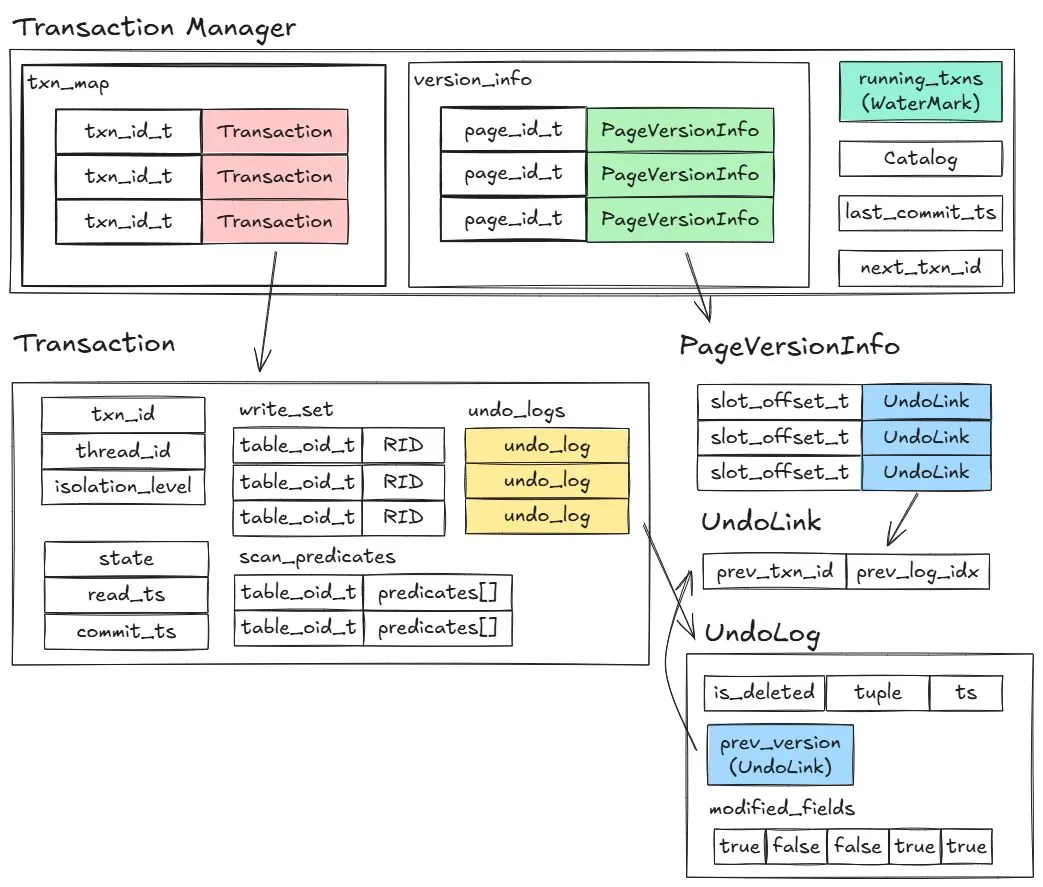 Transaction Manager
txn_map
txn_id_t Transaction
txn_id_t Transaction
txn_id_t Transaction
version_info
page_id_t PageVersionInfo
page_id_t PageVersionInfo
page_id_t PageVersionInfo
running_txns
(WaterMark)
Catalog
last_commit_ts
next_txn_id
Transaction
txn_id
thread_id
isolation_level
state
read_ts
commit_ts
write_set
table_oid_t RID
table_oid_t RID
table_oid_t RID
scan_predicates
table_oid_t predicates[]
table_oid_t predicates[]
undo_logs
undo_log
undo_log
undo_log
PageVersionInfo
slot_offset_t UndoLink
slot_offset_t UndoLink
slot_offset_t UndoLink
UndoLink
prev_txn_id prev_log_idx
UndoLog
is_deleted tuple ts
prev_version
(UndoLink)
modified_fields
true false false true true